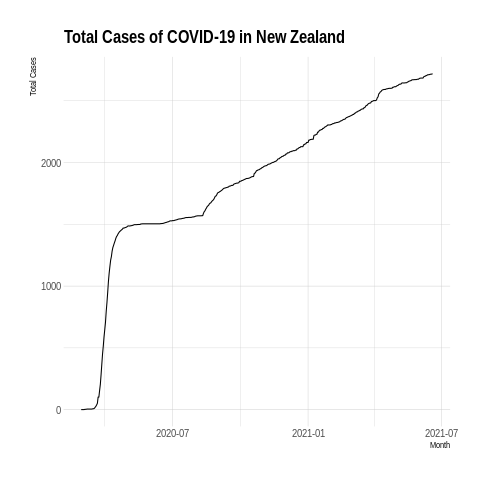 Total Cases of COVID-19 in New Zealand
Total Cases
2000
1000
0
2020-07
2021-01
2021-07
Month